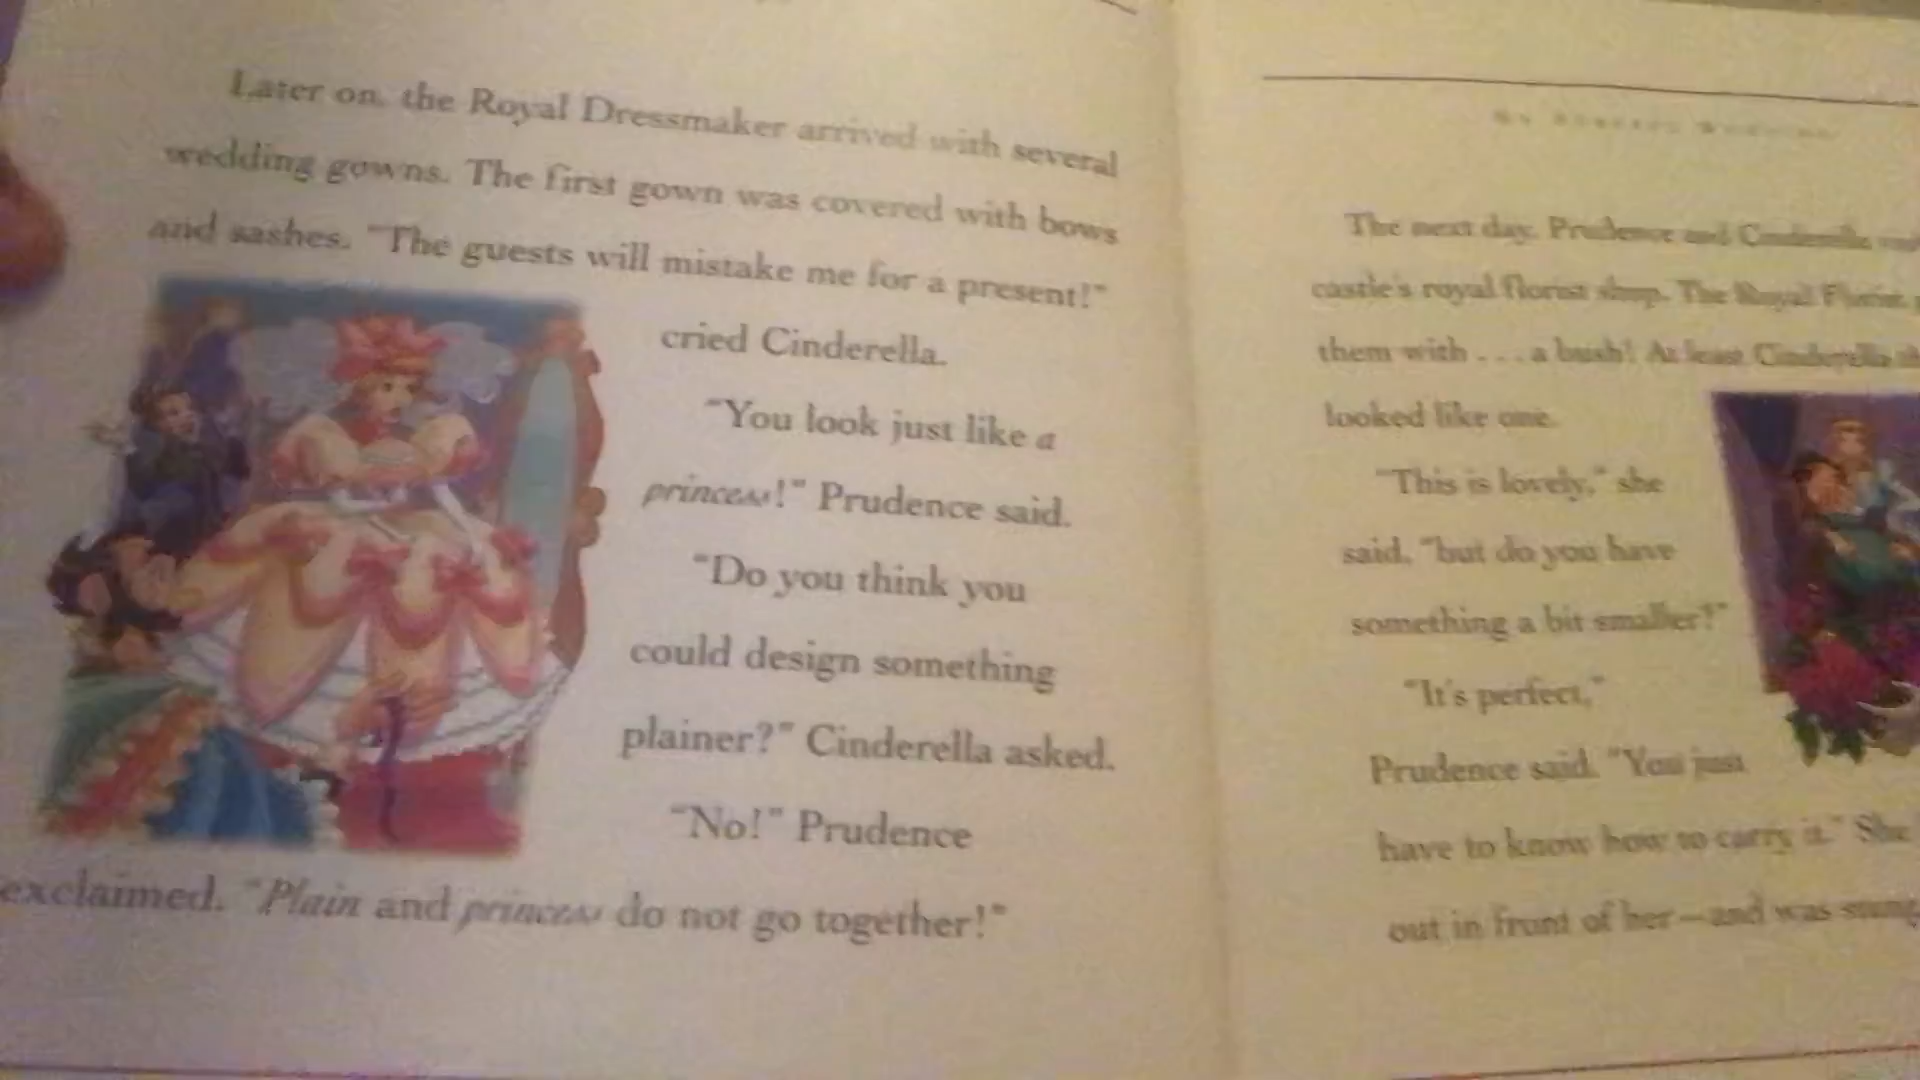 Later on, the Royal Dressmaker arrived with several
wedding gowns. The first gown was covered with bows
and sashes. "The guests will mistake me for a present!"
cried Cinderella.
"You look just like a
princess!" Prudence said.
"Do you think you
could design something
plainer?" Cinderella asked.
"No!" Prudence
exclaimed. "Plain and princess do not go together!"
The next day, Prudence and Cinderella
castle's royal florist shop. The Royal Florist
them with . . . a bush! At least Cinderella
looked like one.
"This is lovely," she
said, "but do you have
something a bit smaller?"
"It's perfect,"
Prudence said. "You just
have to know how to carry it." She
out in front of her—and was